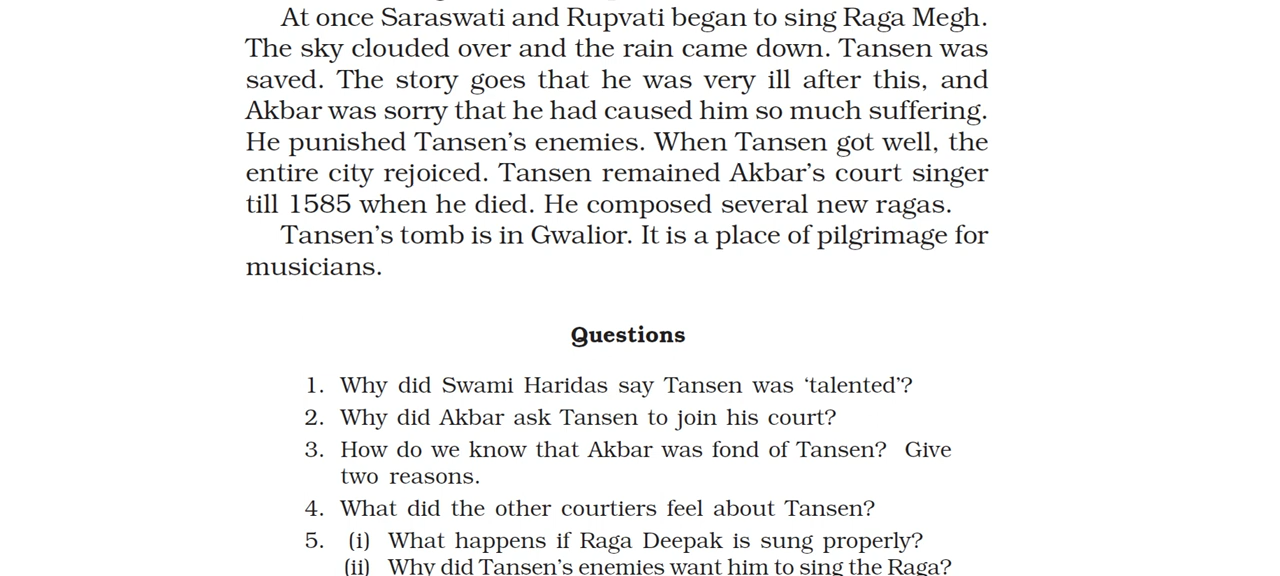 At once Saraswati and Rupvati began to sing Raga Megh.
The sky clouded over and the rain came down. Tansen was
saved. The story goes that he was very ill after this, and
Akbar was sorry that he had caused him so much suffering.
He punished Tansen’s enemies. When Tansen got well, the
entire city rejoiced. Tansen remained Akbar’s court singer
till 1585 when he died. He composed several new ragas.
Tansen’s tomb is in Gwalior. It is a place of pilgrimage for
musicians.
Questions
1. Why did Swami Haridas say Tansen was ‘talented’?
2. Why did Akbar ask Tansen to join his court?
3. How do we know that Akbar was fond of Tansen? Give
two reasons.
4. What did the other courtiers feel about Tansen?
5. (i) What happens if Raga Deepak is sung properly?
(ii) Why did Tansen’s enemies want him to sing the Raga?